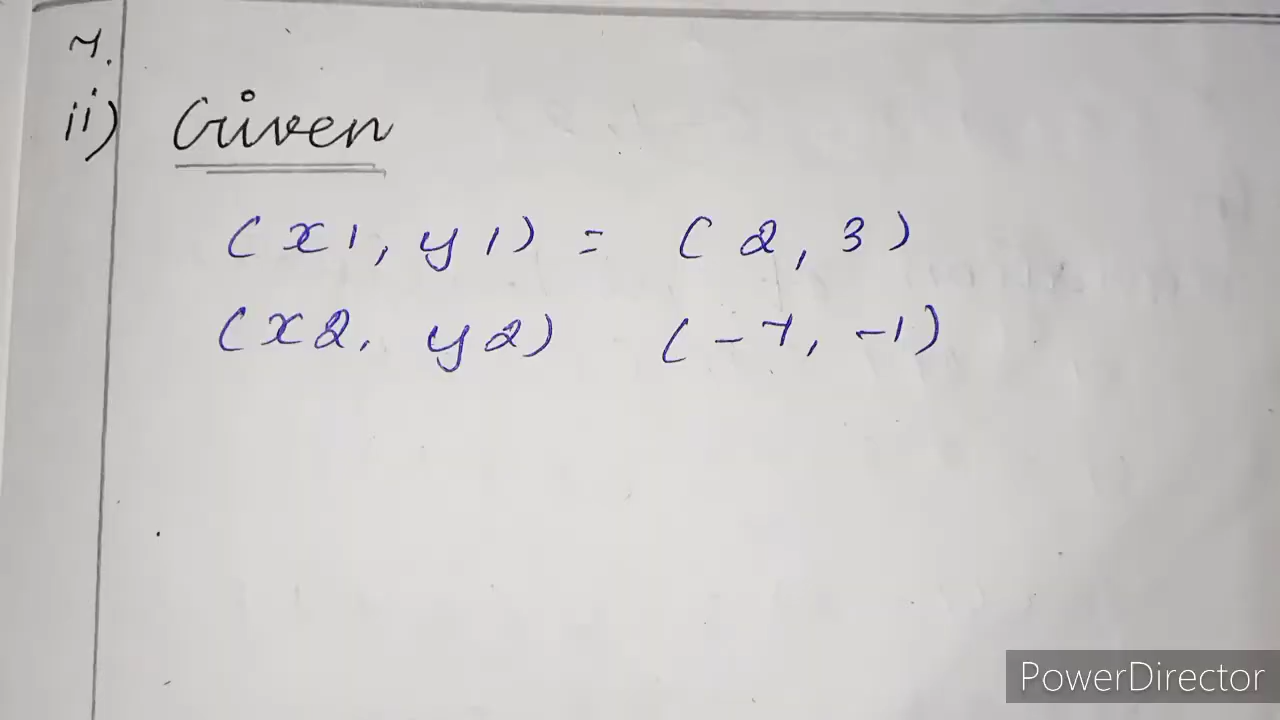 7.
ii) Given
(x1, y1) = (2, 3)
(x2, y2) (-7, -1)
PowerDirector